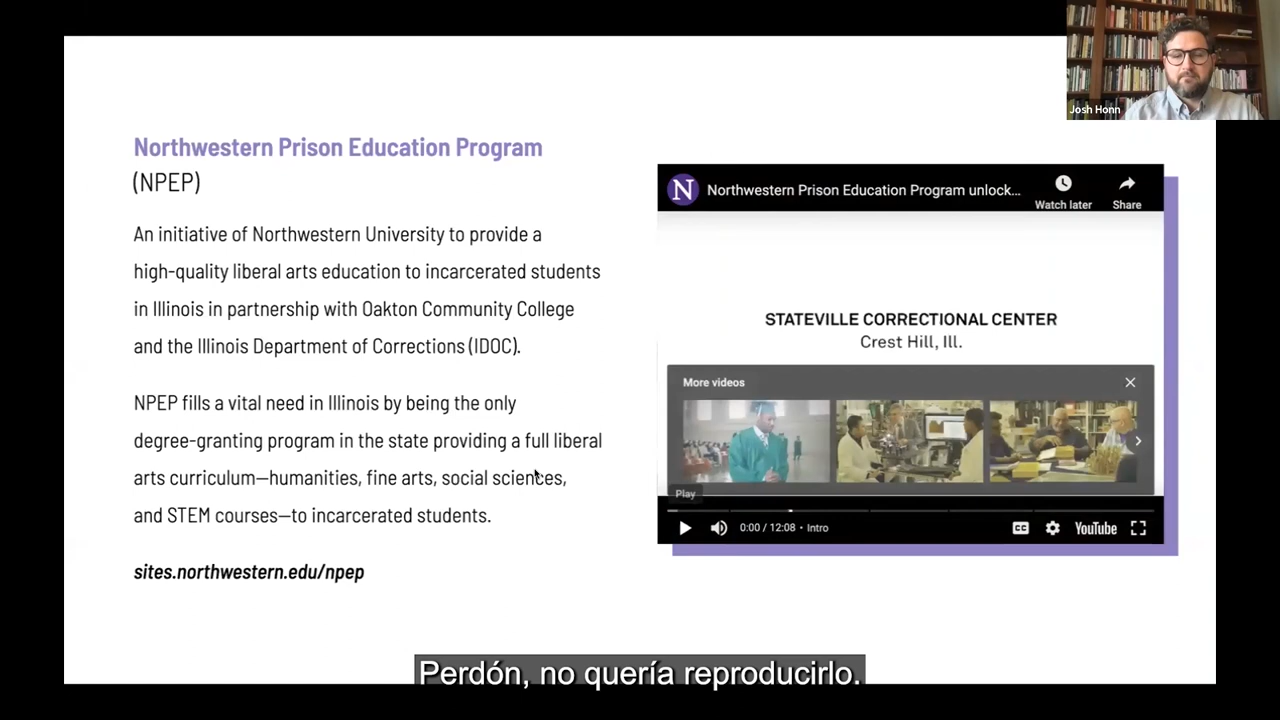 Josh Honn
Northwestern Prison Education Program
(NPEP)
An initiative of Northwestern University to provide a
high-quality liberal arts education to incarcerated students
in Illinois in partnership with Oakton Community College
and the Illinois Department of Corrections (IDOC).
NPEP fills a vital need in Illinois by being the only
degree-granting program in the state providing a full liberal
arts curriculum—humanities, fine arts, social sciences,
and STEM courses—to incarcerated students.
sites.northwestern.edu/npep
N
Northwestern Prison Education Program unlock...
Watch later
Share
STATEVILLE CORRECTIONAL CENTER
Crest Hill, Ill.
More videos
Play
0:00 / 12:08 • Intro
CC
YouTube
Perdón, no quería reproducirlo.